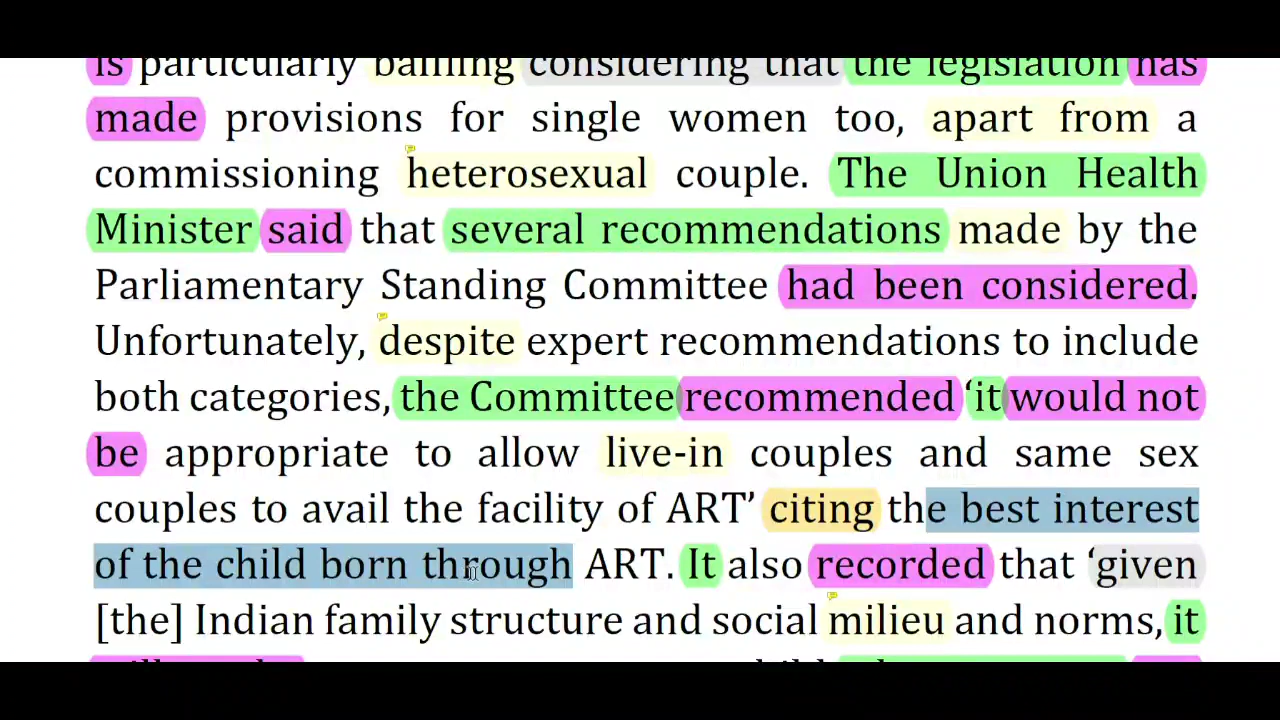 is particularly baffling considering that the legislation has
made provisions for single women too, apart from a
commissioning heterosexual couple. The Union Health
Minister said that several recommendations made by the
Parliamentary Standing Committee had been considered.
Unfortunately, despite expert recommendations to include
both categories, the Committee recommended ‘it would not
be appropriate to allow live-in couples and same sex
couples to avail the facility of ART’ citing the best interest
of the child born through ART. It also recorded that ‘given
[the] Indian family structure and social milieu and norms, it